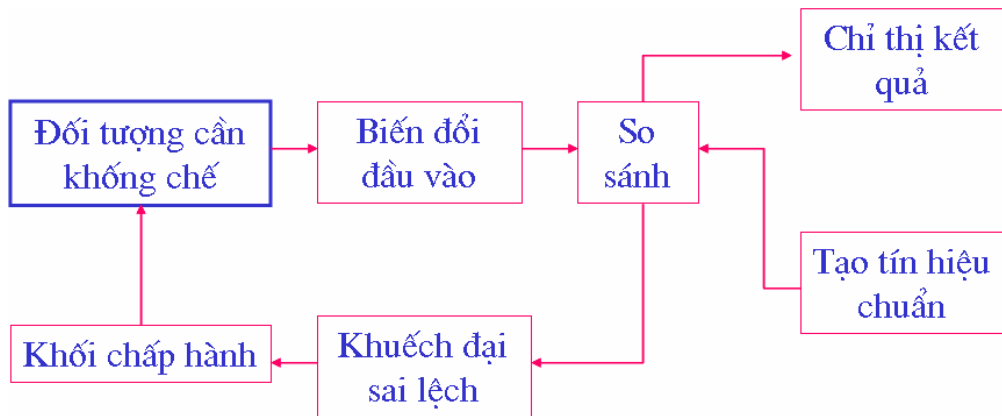 Chỉ thị kết
quả
Đối tượng cần
khống chế
Biến đổi
đầu vào
So
sánh
Tạo tín hiệu
chuẩn
Khối chấp hành
Khuếch đại
sai lệch